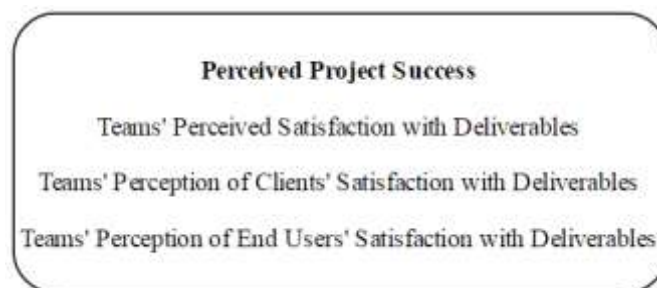 Perceived Project Success
Teams' Perceived Satisfaction with Deliverables
Teams' Perception of Clients' Satisfaction with Deliverables
Teams' Perception of End Users' Satisfaction with Deliverables